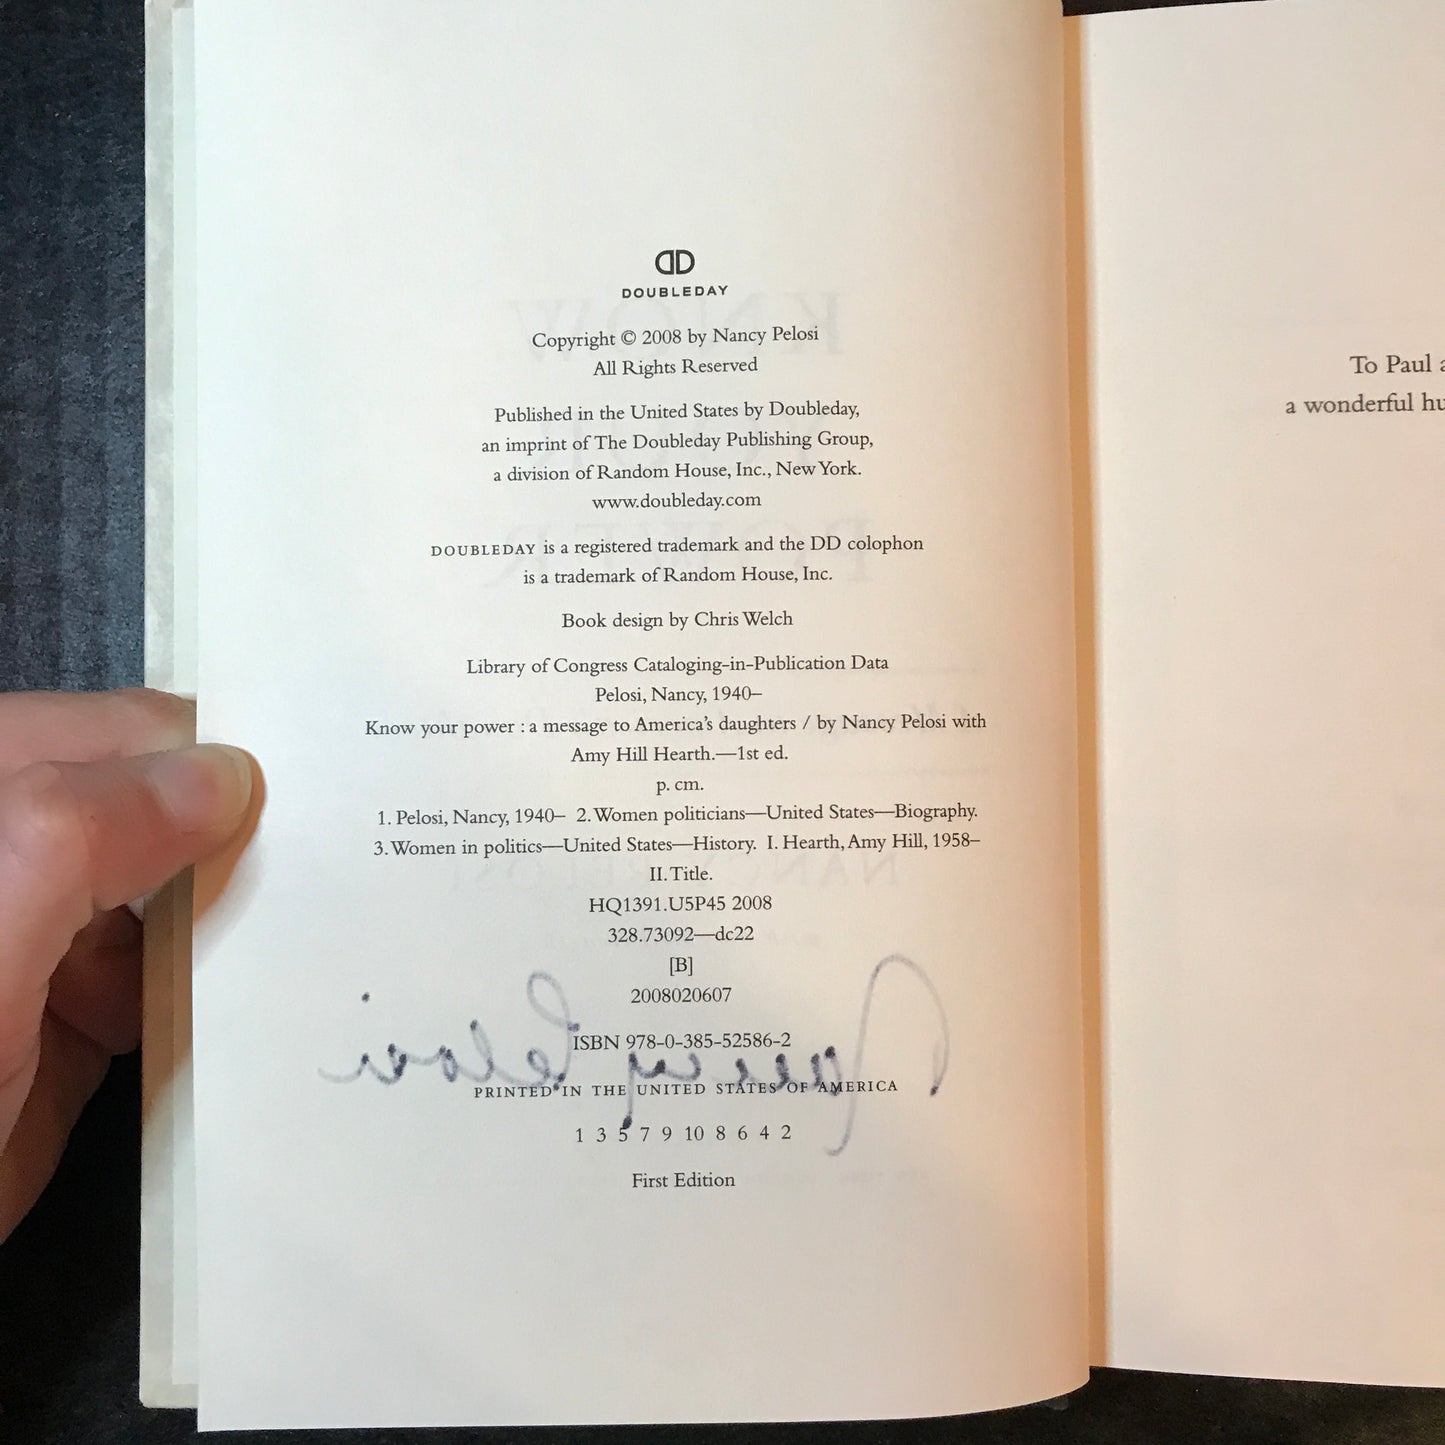 DD
DOUBLEDAY
Copyright © 2008 by Nancy Pelosi
All Rights Reserved
Published in the United States by Doubleday,
an imprint of The Doubleday Publishing Group,
a division of Random House, Inc., New York.
www.doubleday.com
DOUBLEDAY is a registered trademark and the DD colophon
is a trademark of Random House, Inc.
Book design by Chris Welch
Library of Congress Cataloging-in-Publication Data
Pelosi, Nancy, 1940–
Know your power : a message to America's daughters / by Nancy Pelosi with
Amy Hill Hearth.—1st ed.
p. cm.
1. Pelosi, Nancy, 1940– 2. Women politicians—United States—Biography.
3. Women in politics—United States—History. I. Hearth, Amy Hill, 1958–
II. Title.
HQ1391.U5P45 2008
328.73092—dc22
[B]
2008020607
ISBN 978-0-385-52586-2
Nancy Pelosi
PRINTED IN THE UNITED STATES OF AMERICA
1 3 5 7 9 10 8 6 4 2
First Edition
To Paul
a wonderful